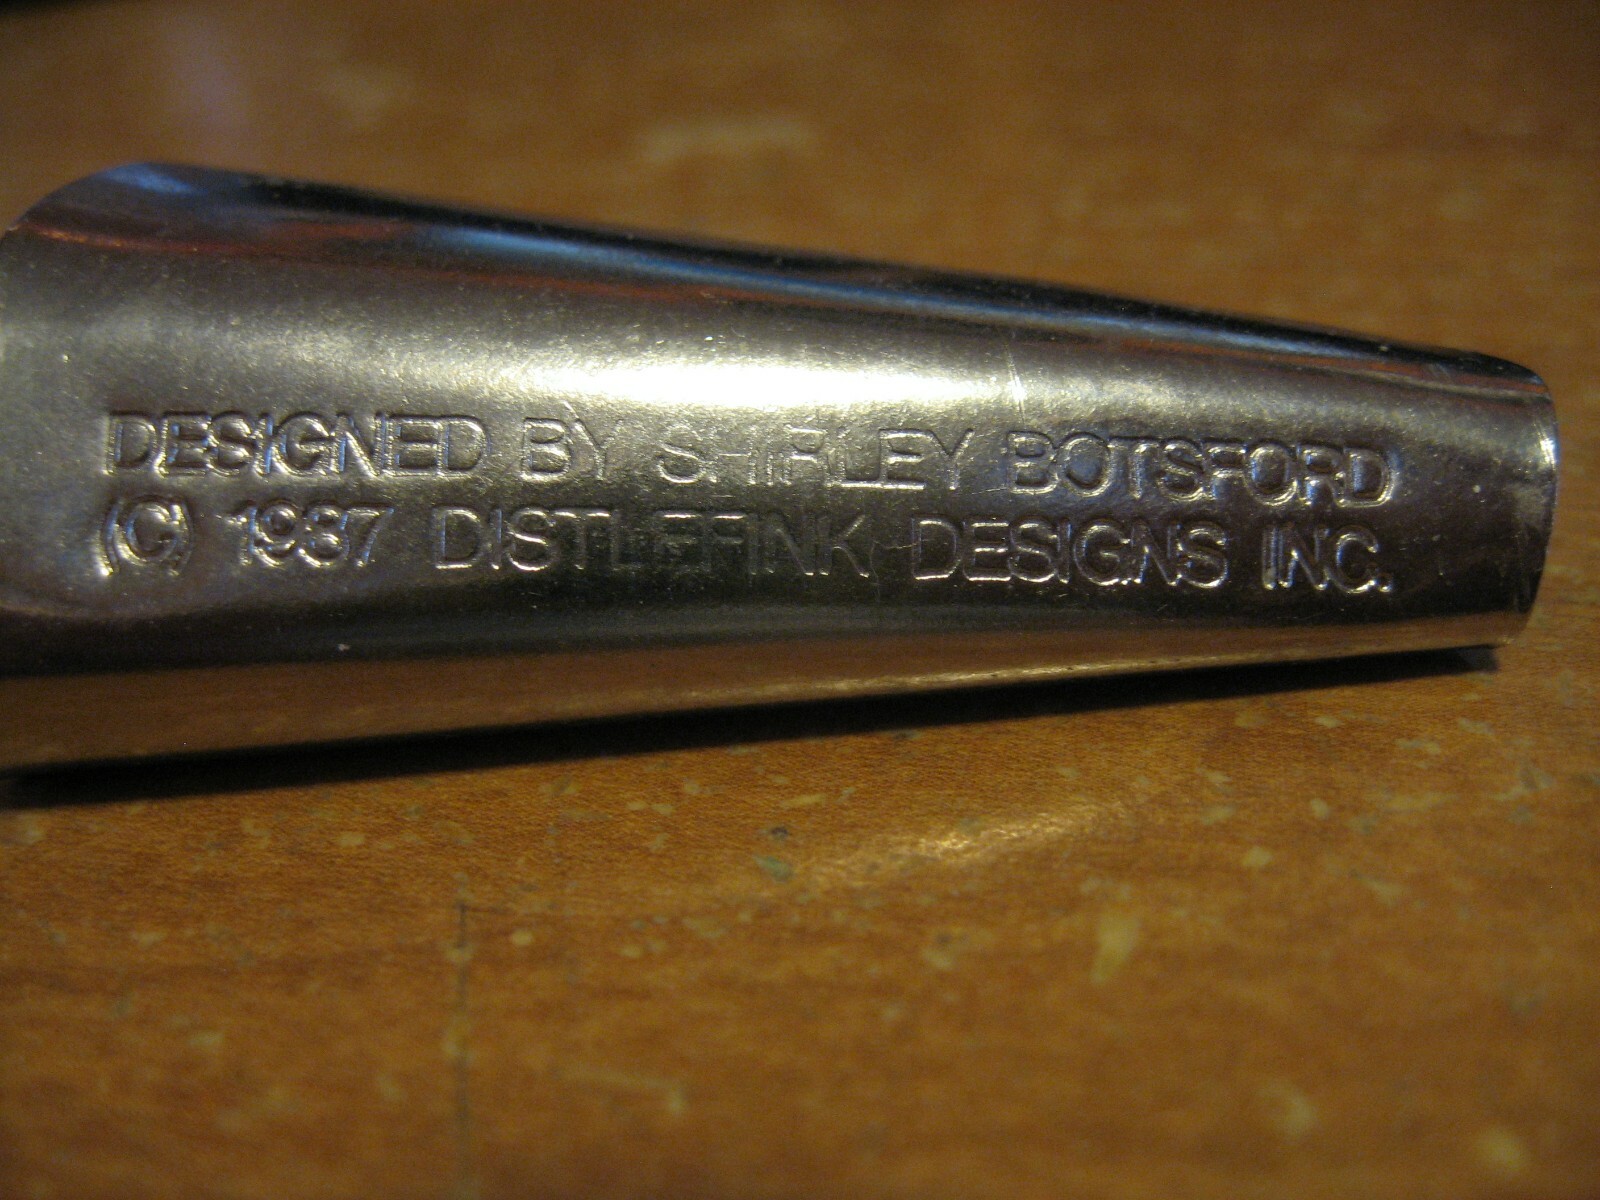 DESIGNED BY SHIRLEY BOTSFORD
(C) 1987 DISTLEFINK DESIGNS INC.